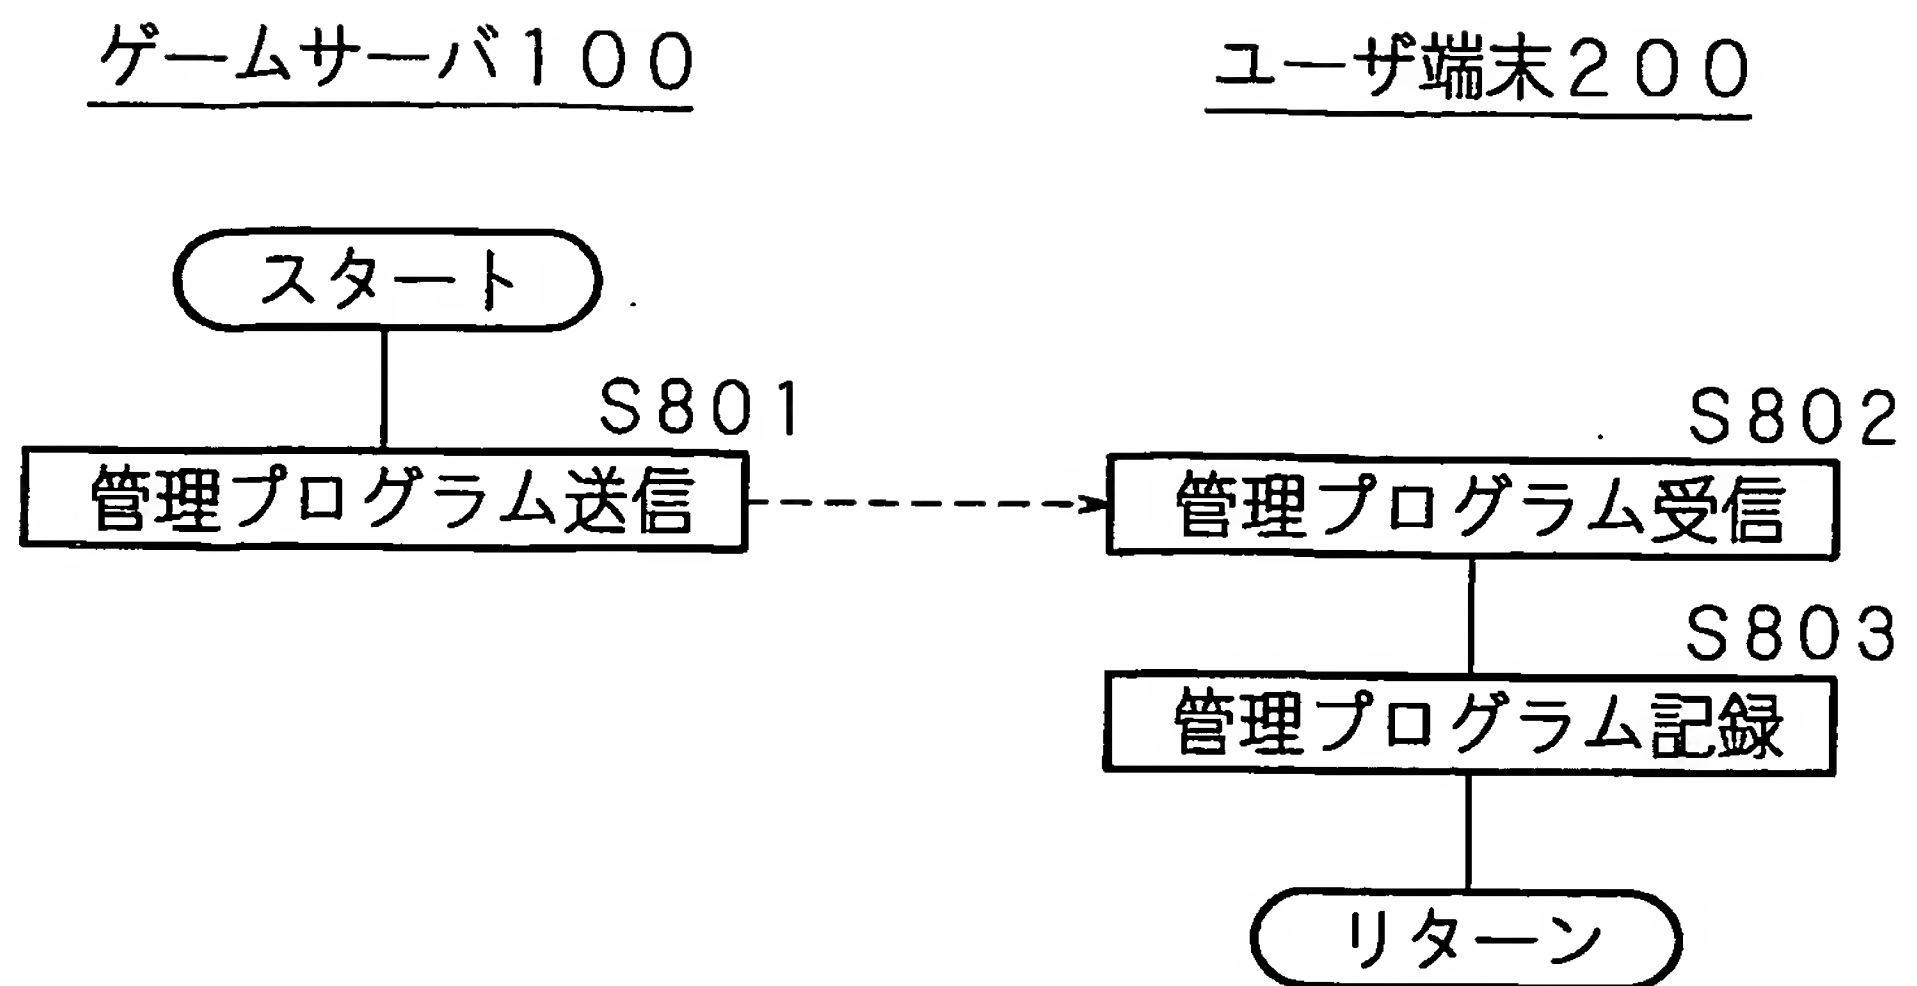 ゲームサーバ100
ユーザ端末200
スタート
S801
管理プログラム送信
S802
管理プログラム受信
S803
管理プログラム記録
リターン